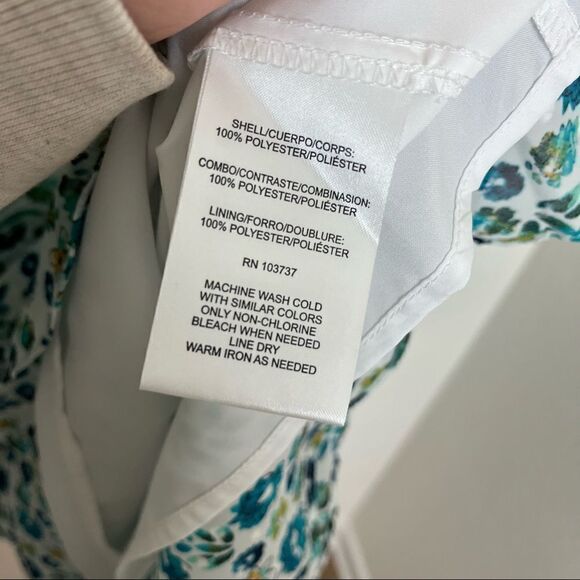 SHELL/CUERPO/CORPS:
100% POLYESTER/POLIÉSTER
COMBO/CONTRASTE/COMBINASION:
100% POLYESTER/POLIÉSTER
LINING/FORRO/DOUBLURE:
100% POLYESTER/POLIÉSTER
RN 103737
MACHINE WASH COLD
WITH SIMILAR COLORS
ONLY NON-CHLORINE
BLEACH WHEN NEEDED
LINE DRY
WARM IRON AS NEEDED